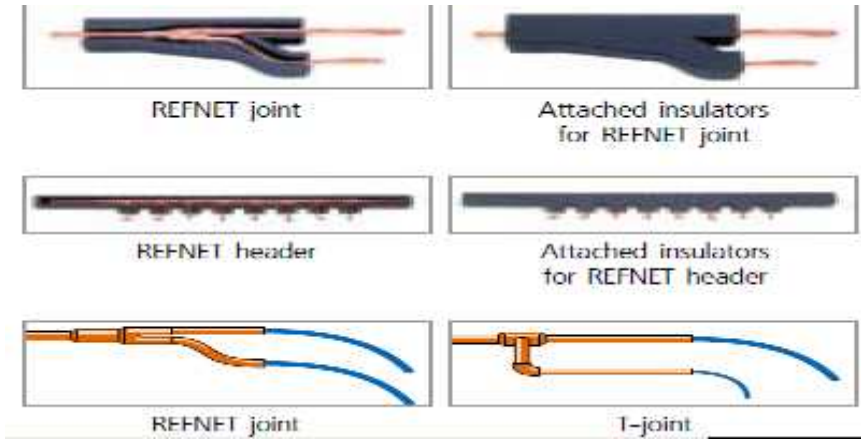 REFNET joint
Attached insulators
for REFNET joint
REFNET header
Attached insulators
for REFNET header
REFNET joint
T-joint